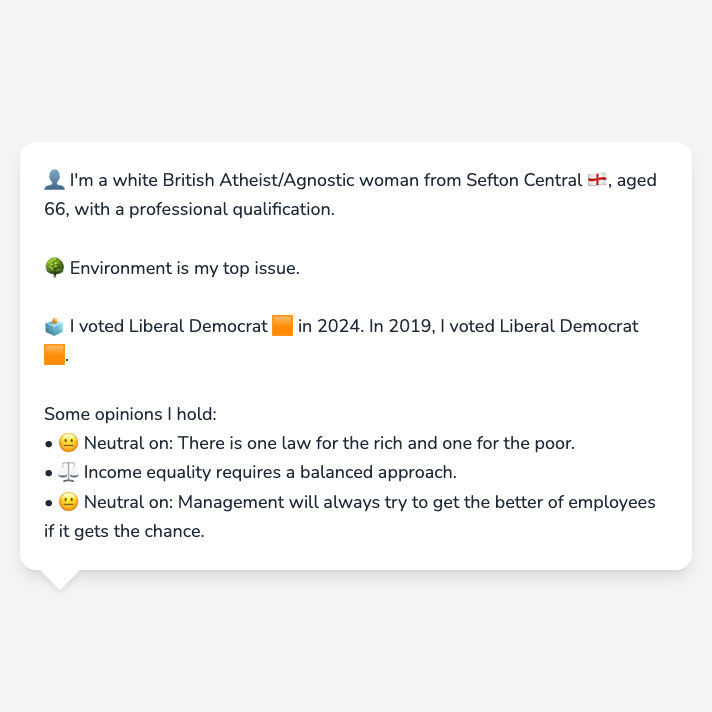 👤 I'm a white British Atheist/Agnostic woman from Sefton Central 🏴󠁧󠁢󠁥󠁮󠁧󠁿, aged
66, with a professional qualification.
🌳 Environment is my top issue.
🗳️ I voted Liberal Democrat 🟧 in 2024. In 2019, I voted Liberal Democrat
🟧.
Some opinions I hold:
• 😐 Neutral on: There is one law for the rich and one for the poor.
• ⚖️ Income equality requires a balanced approach.
• 😐 Neutral on: Management will always try to get the better of employees
if it gets the chance.